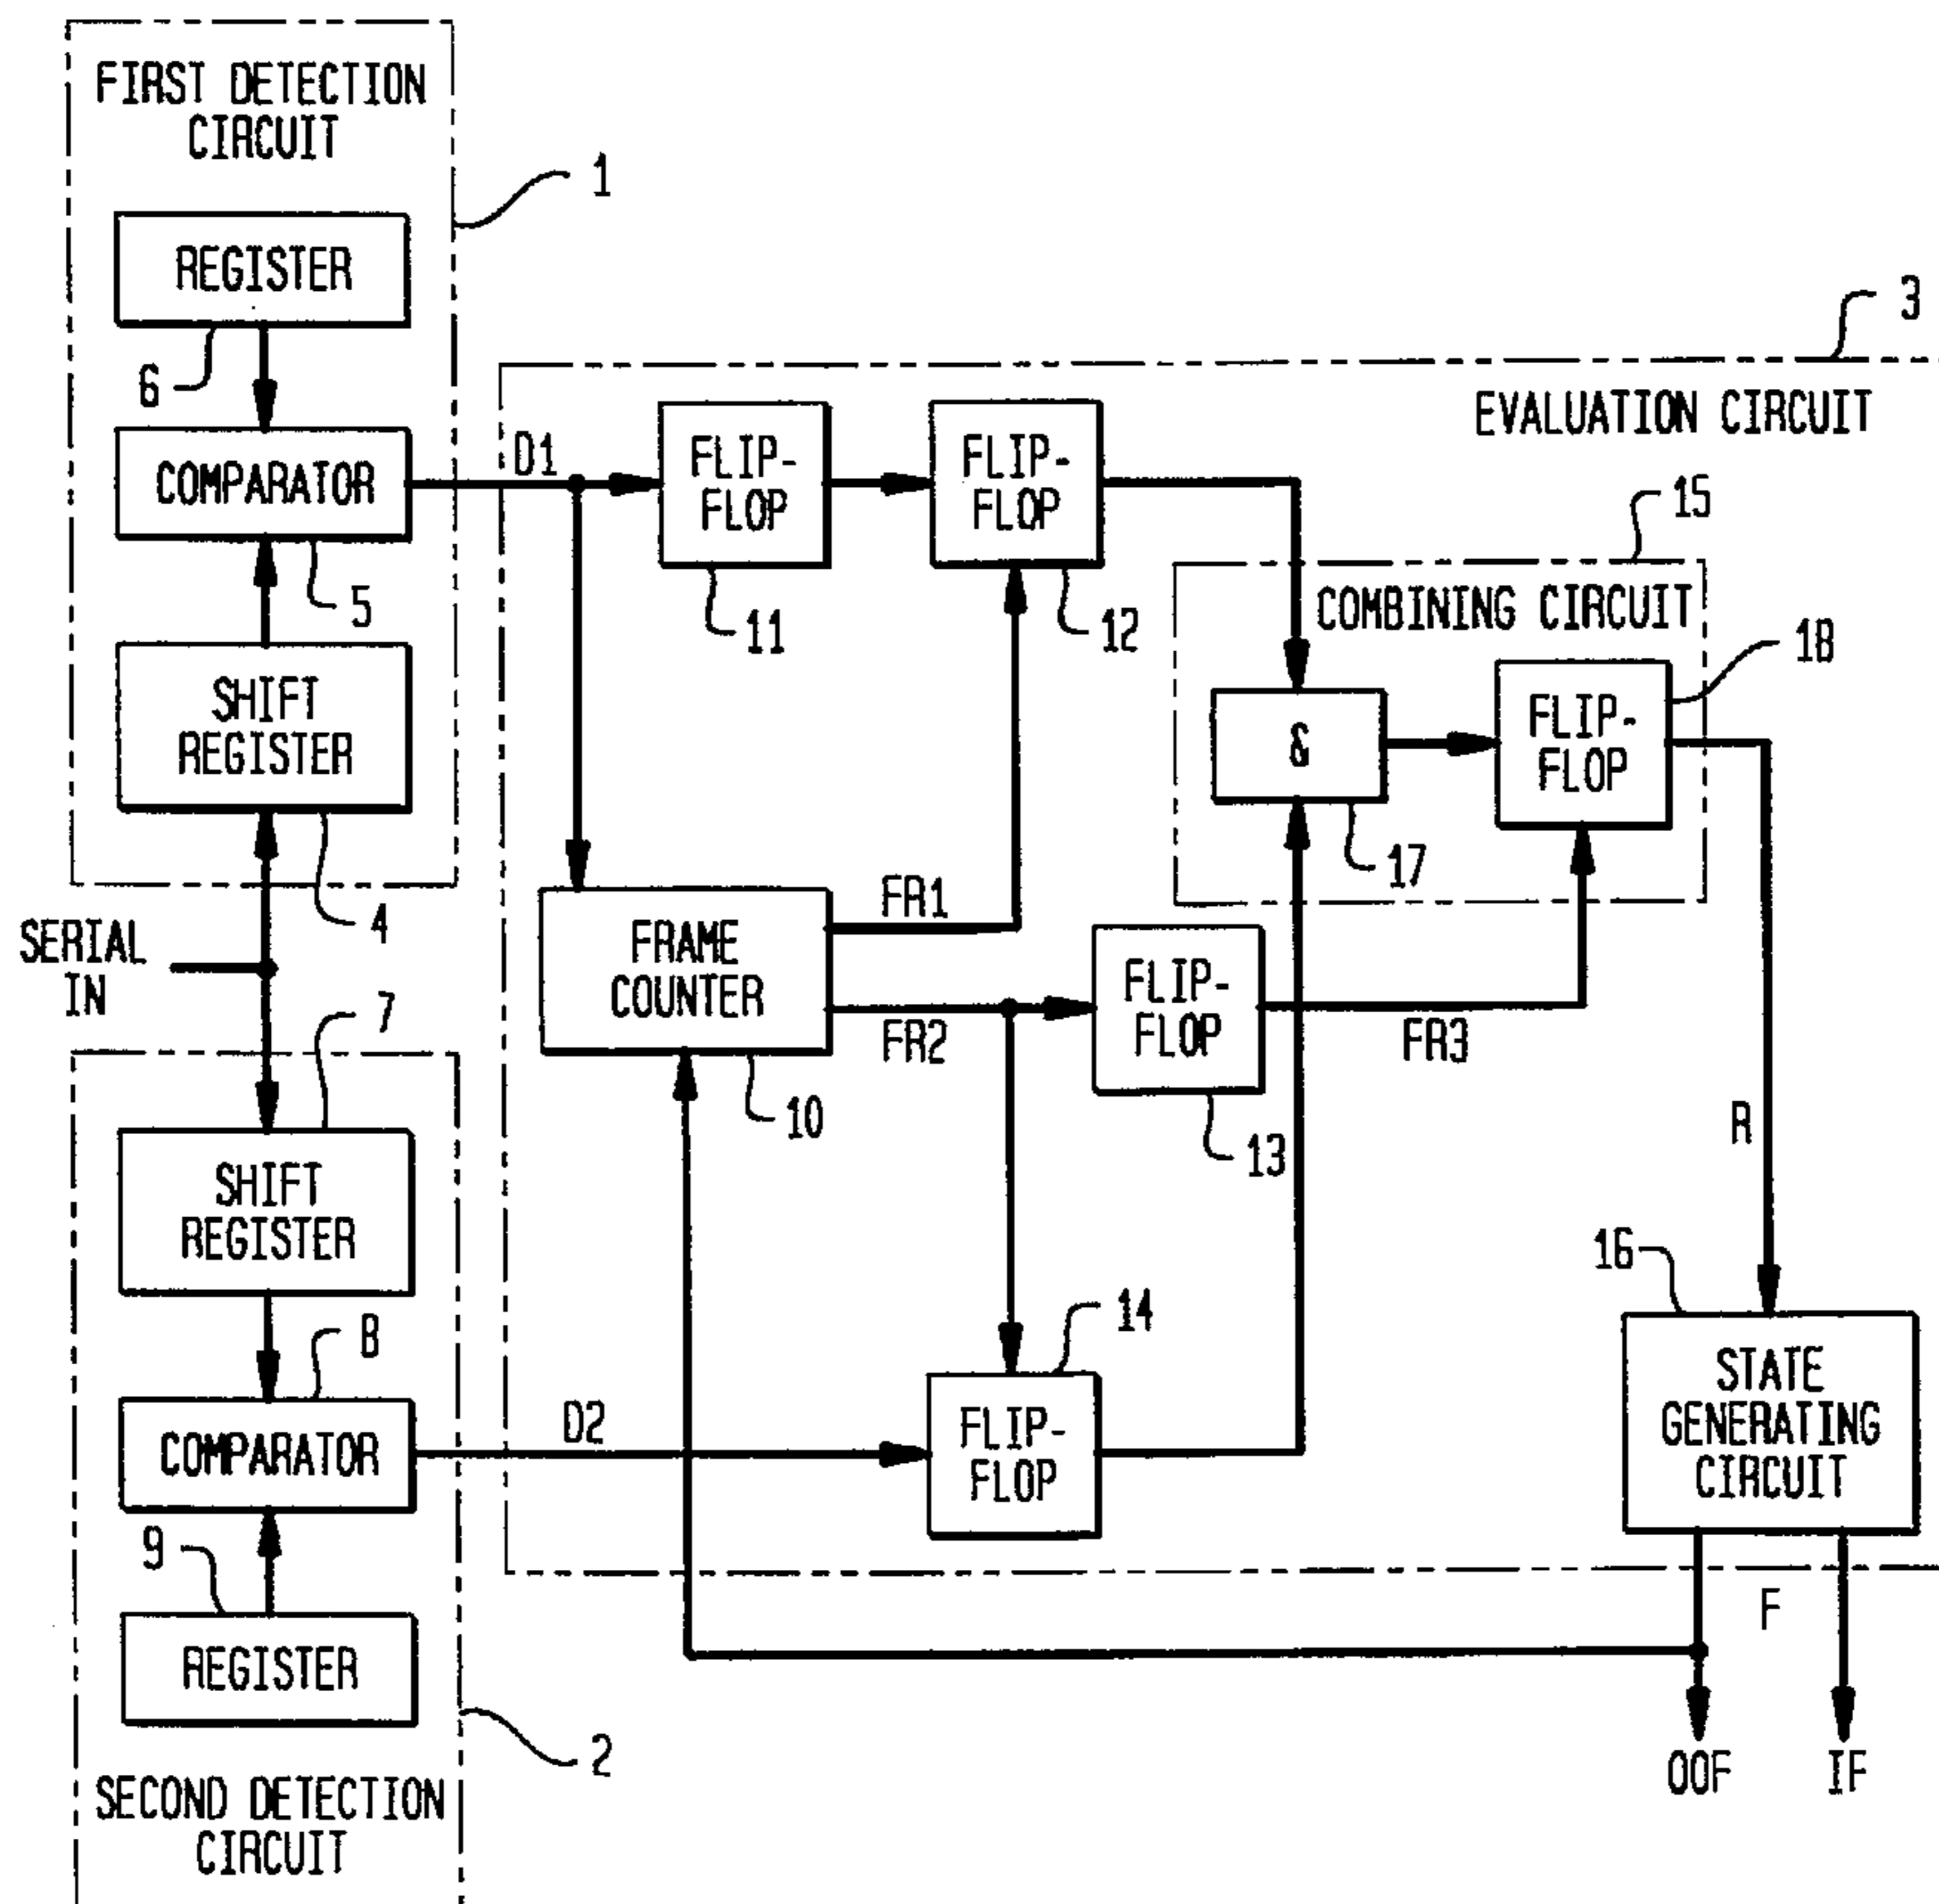 FIRST DETECTION
CIRCUIT
1
REGISTER
6
COMPARATOR
5
SHIFT
REGISTER
4
SERIAL
IN
7
SHIFT
REGISTER
8
COMPARATOR
9
REGISTER
2
SECOND DETECTION
CIRCUIT
3
EVALUATION CIRCUIT
D1
FLIP-
FLOP
11
FLIP-
FLOP
12
15
COMBINING CIRCUIT
18
&
17
FLIP-
FLOP
FRAME
COUNTER
10
FR1
FR2
FLIP-
FLOP
13
FR3
R
D2
14
FLIP-
FLOP
16
STATE
GENERATING
CIRCUIT
F
OOF
IF